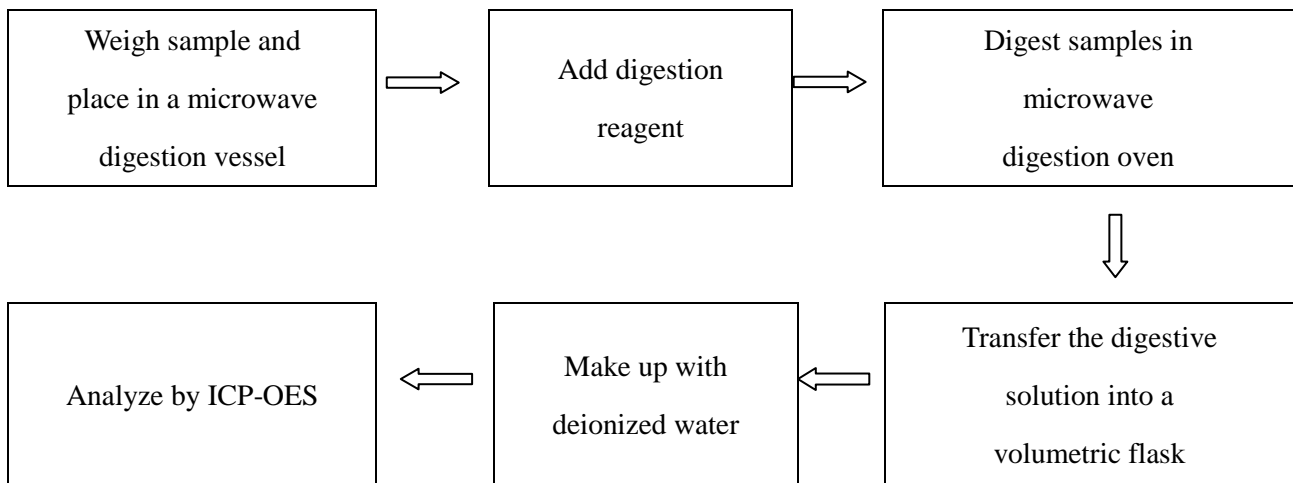 Weigh sample and
place in a microwave
digestion vessel
Add digestion
reagent
Digest samples in
microwave
digestion oven
Transfer the digestive
solution into a
volumetric flask
Make up with
deionized water
Analyze by ICP-OES